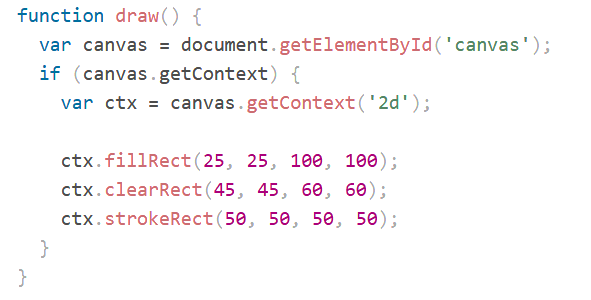 function draw() {
  var canvas = document.getElementById('canvas');
  if (canvas.getContext) {
    var ctx = canvas.getContext('2d');

    ctx.fillRect(25, 25, 100, 100);
    ctx.clearRect(45, 45, 60, 60);
    ctx.strokeRect(50, 50, 50, 50);
  }
}